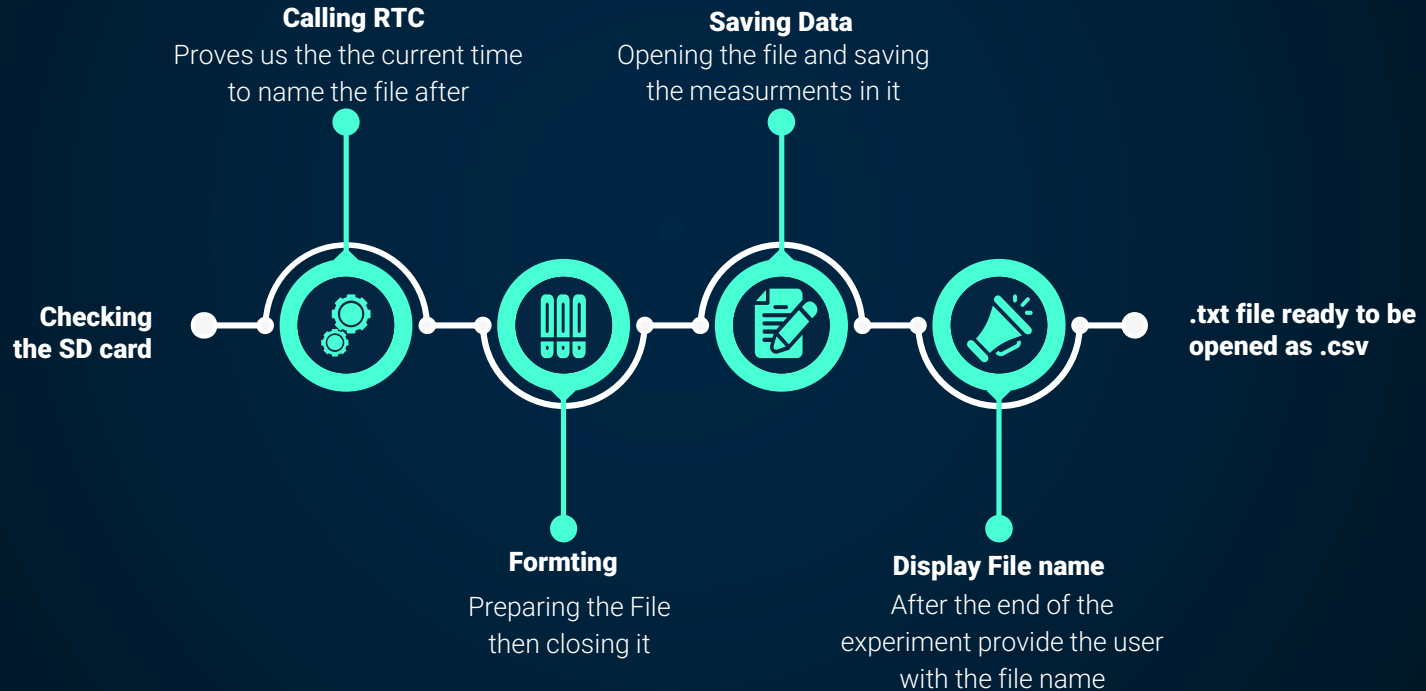 Checking
the SD card
Calling RTC
Proves us the the current time
to name the file after
Formting
Preparing the File
then closing it
Saving Data
Opening the file and saving
the measurments in it
Display File name
After the end of the
experiment provide the user
with the file name
.txt file ready to be
opened as .csv